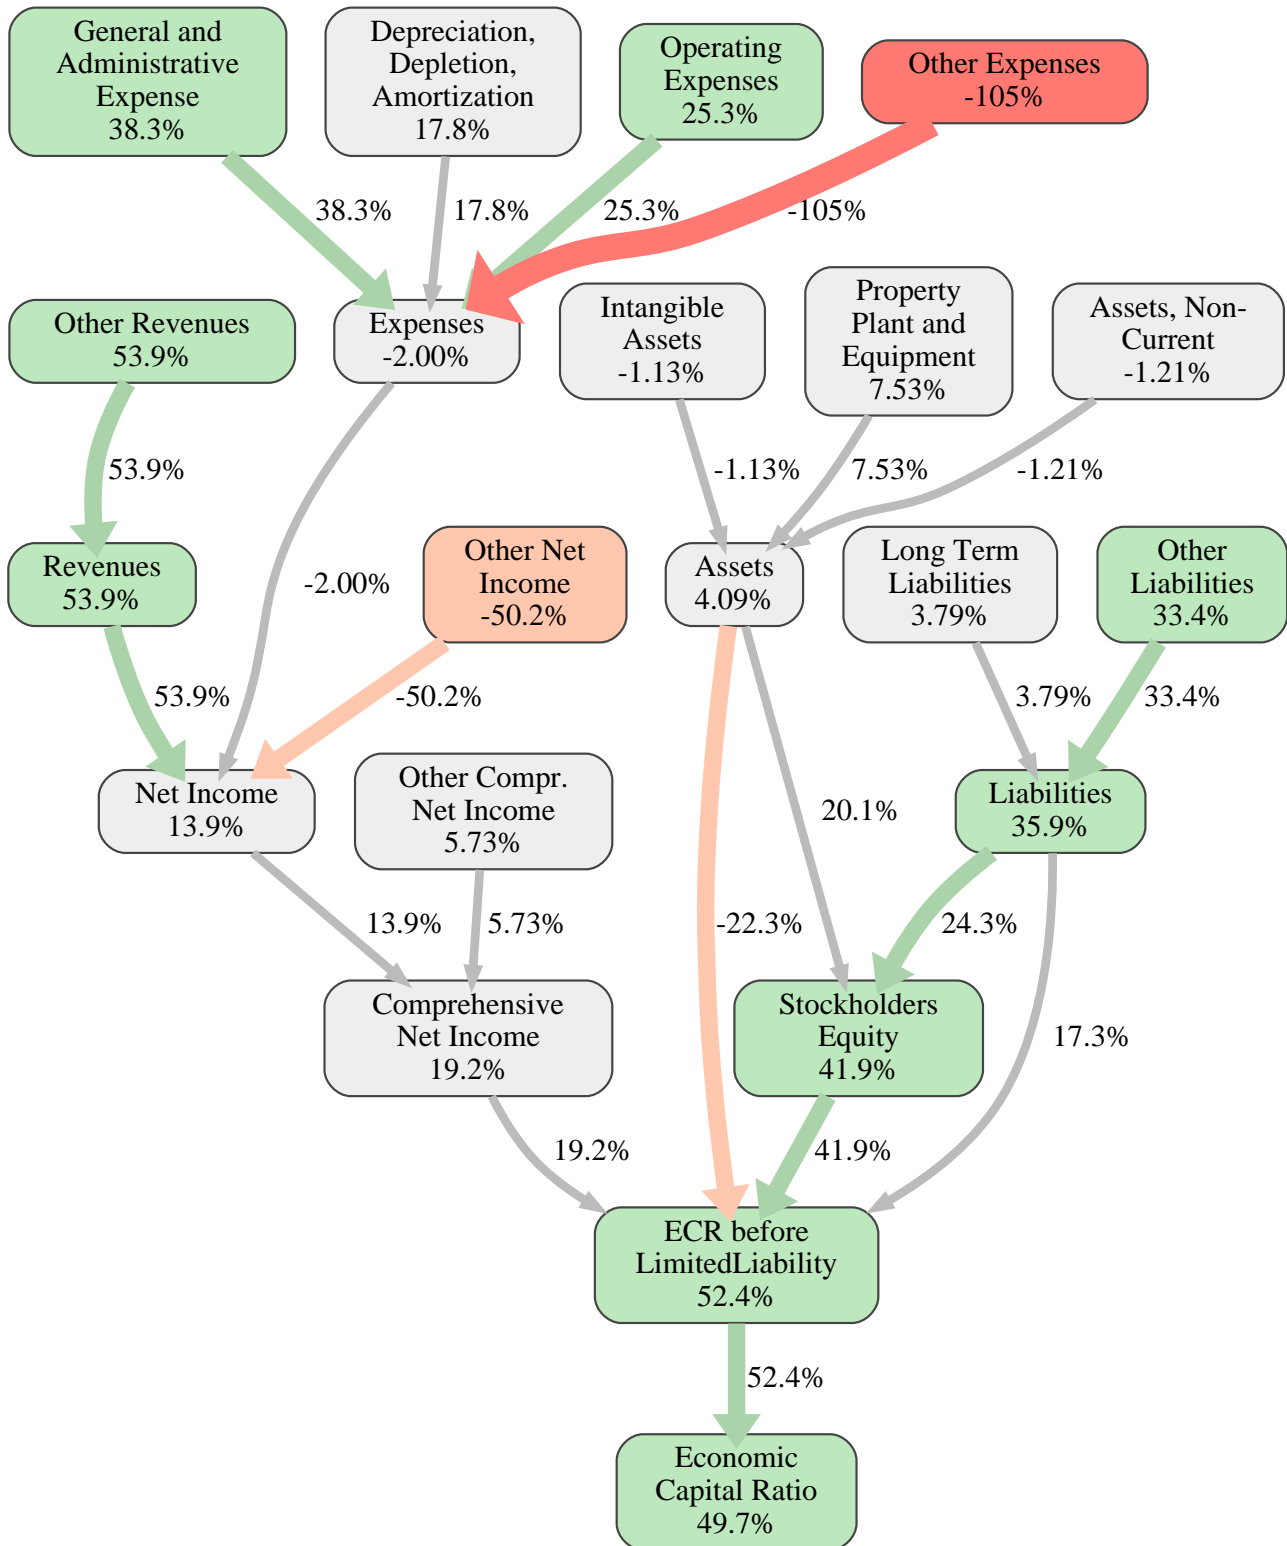 General and
Administrative
Expense
38.3%
Depreciation,
Depletion,
Amortization
17.8%
Operating
Expenses
25.3%
Other Expenses
-105%
38.3%
17.8%
25.3%
-105%
Other Revenues
53.9%
Expenses
-2.00%
Intangible
Assets
-1.13%
Property
Plant and
Equipment
7.53%
Assets, Non-
Current
-1.21%
53.9%
-1.13%
7.53%
-1.21%
Revenues
53.9%
-2.00%
Other Net
Income
-50.2%
Assets
4.09%
Long Term
Liabilities
3.79%
Other
Liabilities
33.4%
53.9%
-50.2%
3.79%
33.4%
Net Income
13.9%
Other Compr.
Net Income
5.73%
20.1%
Liabilities
35.9%
13.9%
5.73%
-22.3%
24.3%
Comprehensive
Net Income
19.2%
Stockholders
Equity
41.9%
17.3%
19.2%
41.9%
ECR before
LimitedLiability
52.4%
52.4%
Economic
Capital Ratio
49.7%